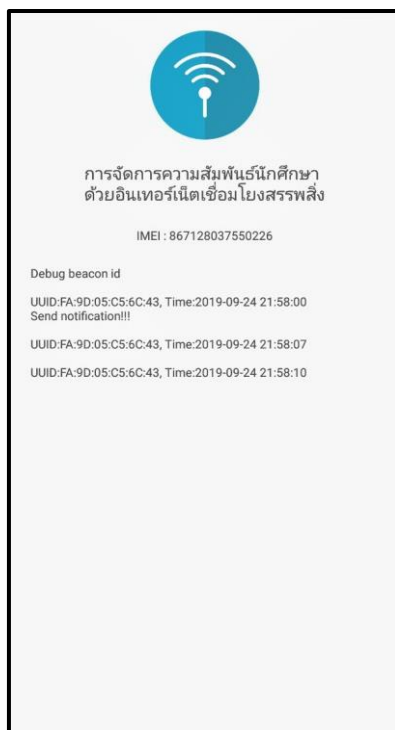 การจัดการความสัมพันธ์นักศึกษา
ด้วยอินเทอร์เน็ตเชื่อมโยงสรรพสิ่ง
IMEI : 867128037550226
Debug beacon id
UUID:FA:9D:05:C5:6C:43, Time:2019-09-24 21:58:00
Send notification!!!
UUID:FA:9D:05:C5:6C:43, Time:2019-09-24 21:58:07
UUID:FA:9D:05:C5:6C:43, Time:2019-09-24 21:58:10